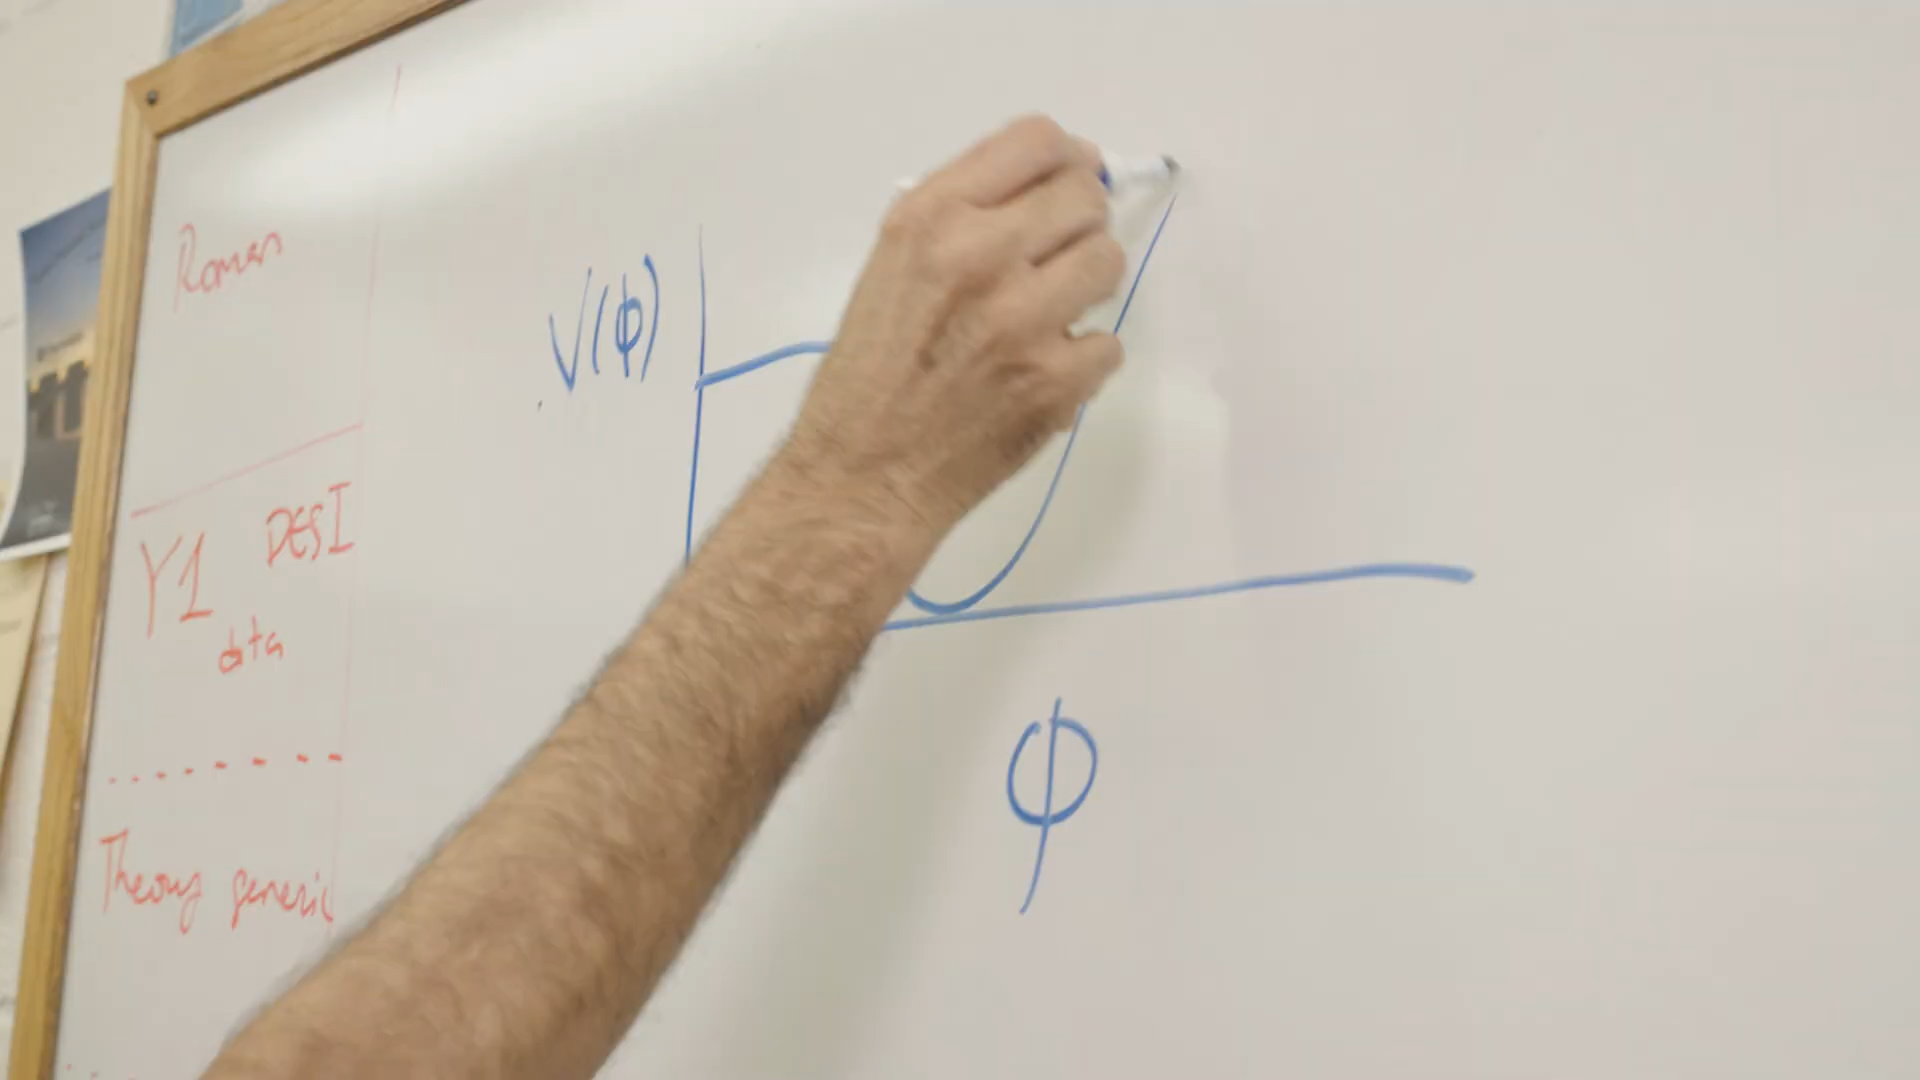 Roman
Y1 DESI
data
Theory generic
V(ϕ)
ϕ